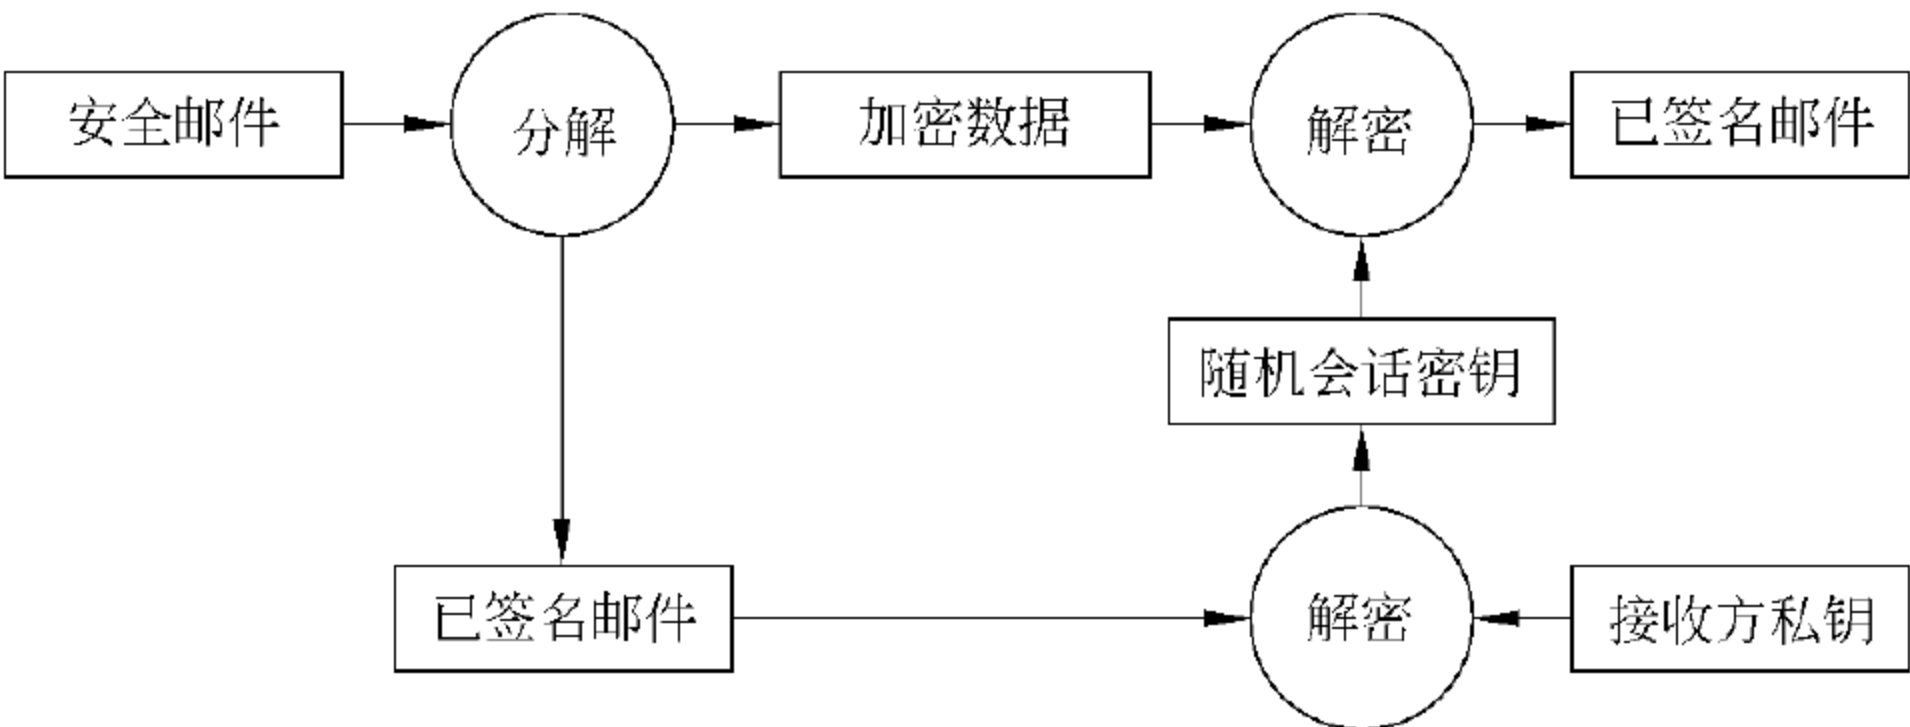 安全邮件
分解
加密数据
解密
已签名邮件
随机会话密钥
已签名邮件
解密
接收方私钥